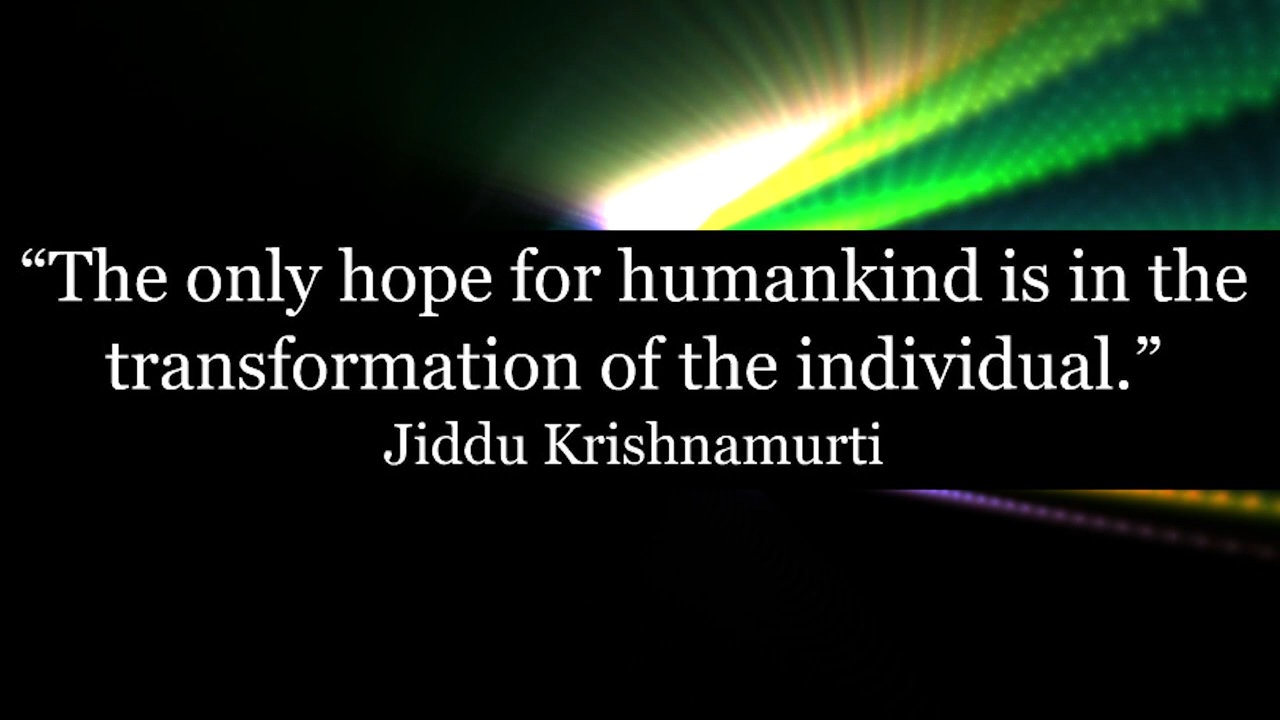 “The only hope for humankind is in the
transformation of the individual.”
Jiddu Krishnamurti